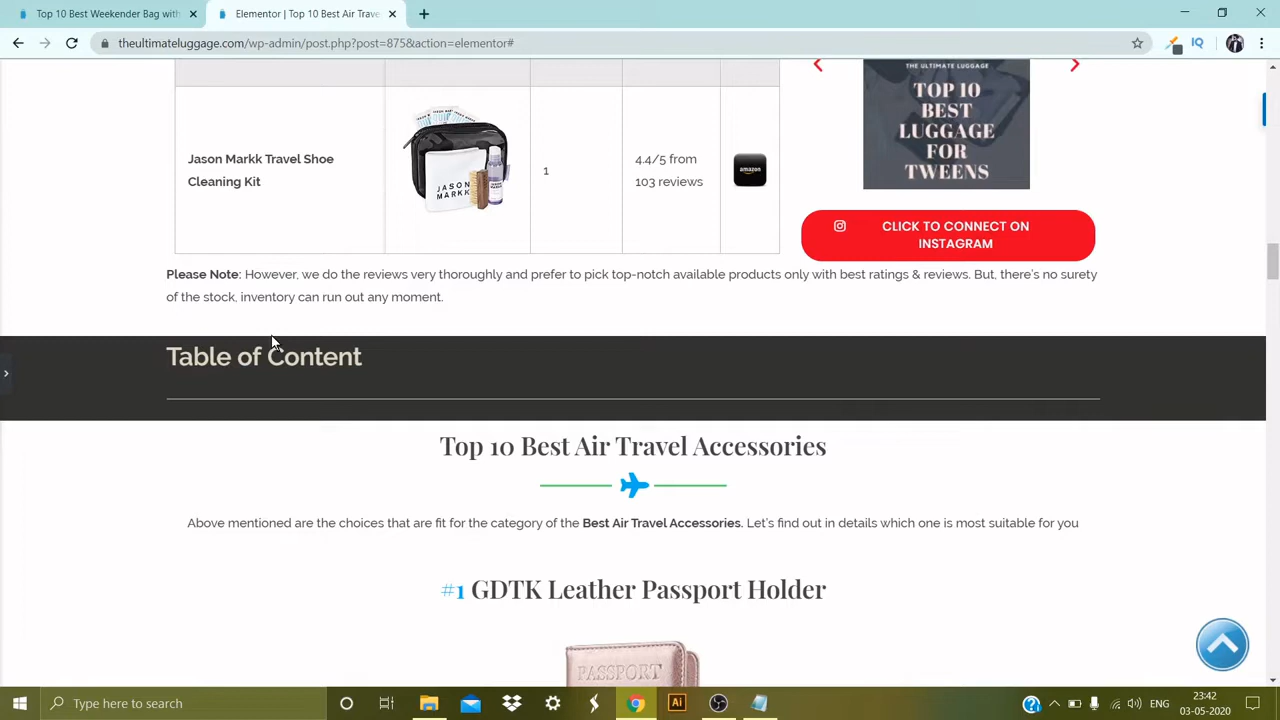 Top 10 Best Weekender Bag with
Elementor | Top 10 Best Air Trave
theultimateluggage.com/wp-admin/post.php?post=875&action=elementor#
IQ
THE ULTIMATE LUGGAGE
TOP 10
BEST
LUGGAGE
FOR
TWEENS
Jason Markk Travel Shoe
Cleaning Kit
JASON
MARKK
1
4.4/5 from
103 reviews
amazon
CLICK TO CONNECT ON
INSTAGRAM
Please Note: However, we do the reviews very thoroughly and prefer to pick top-notch available products only with best ratings & reviews. But, there's no surety
of the stock, inventory can run out any moment.
Table of Content
Top 10 Best Air Travel Accessories
Above mentioned are the choices that are fit for the category of the Best Air Travel Accessories. Let's find out in details which one is most suitable for you
#1 GDTK Leather Passport Holder
PASSPORT
Type here to search
Ai
ENG
23:42
03-05-2020